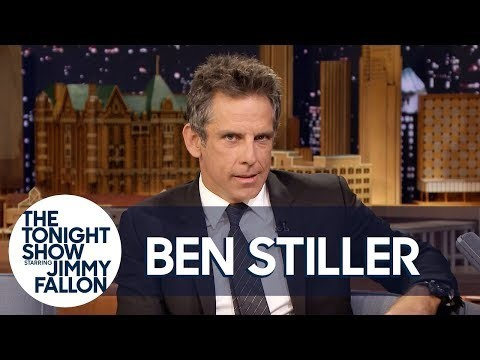 THE
TONIGHT
SHOW
STARRING
JIMMY
FALLON
BEN STILLER